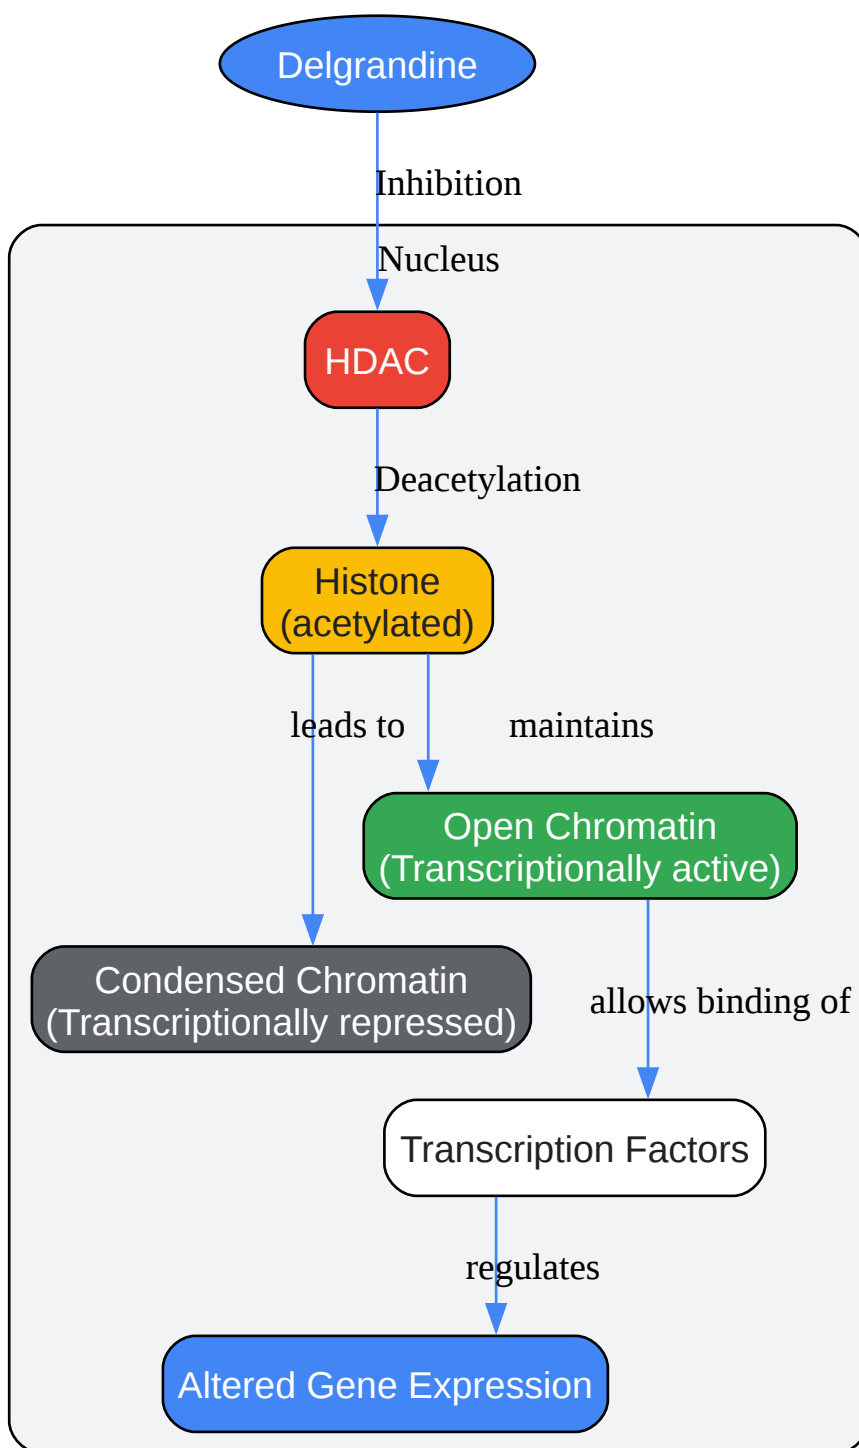 Delgrandine
Inhibition
Nucleus
HDAC
Deacetylation
Histone
(acetylated)
leads to
maintains
Open Chromatin
(Transcriptionally active)
Condensed Chromatin
(Transcriptionally repressed)
allows binding of
Transcription Factors
regulates
Altered Gene Expression